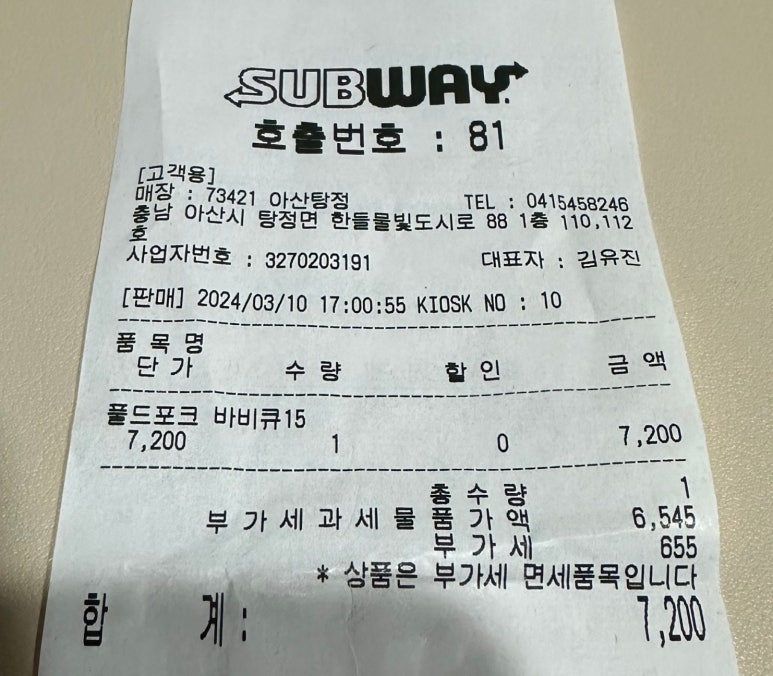 SUBWAY
호출번호 : 81
[고객용]
매장 : 73421 아산탕정 TEL : 0415458246
충남 아산시 탕정면 한들물빛도시로 88 1층 110,112
호
사업자번호 : 3270203191 대표자 : 김유진
[판매] 2024/03/10 17:00:55 KIOSK NO : 10
품 목 명
단 가 수 량 할 인 금 액
풀드포크 바비큐15
7,200 1 0 7,200
총 수 량 1
부 가 세 과 세 물 품 가 액 6,545
부 가 세 655
* 상품은 부가세 면세품목입니다
합 계: 7,200